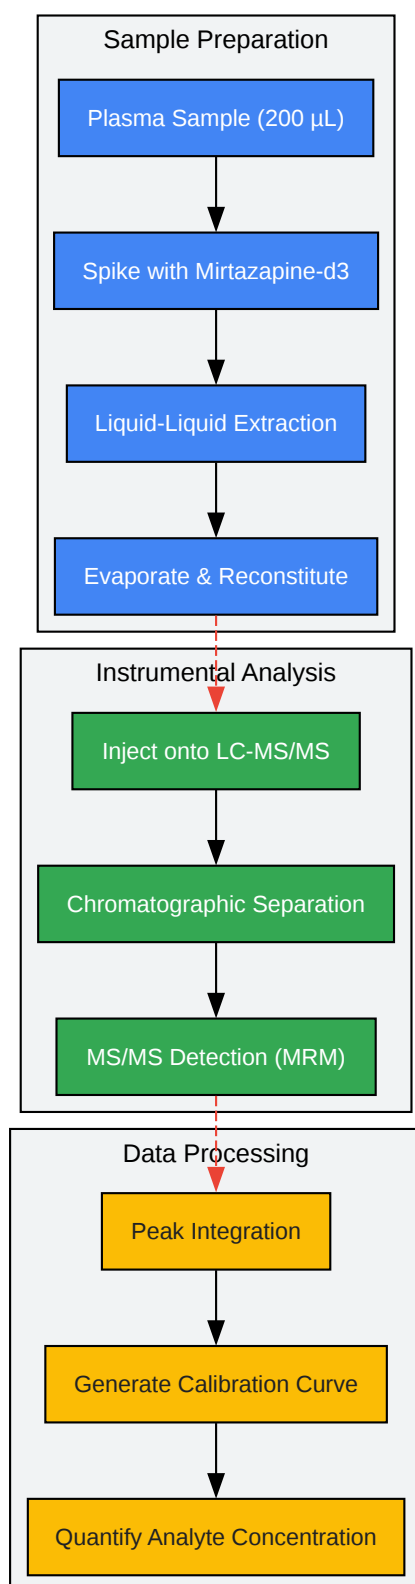 Sample Preparation
Plasma Sample (200 µL)
Spike with Mirtazapine-d3
Liquid-Liquid Extraction
Evaporate & Reconstitute
Instrumental Analysis
Inject onto LC-MS/MS
Chromatographic Separation
MS/MS Detection (MRM)
Data Processing
Peak Integration
Generate Calibration Curve
Quantify Analyte Concentration